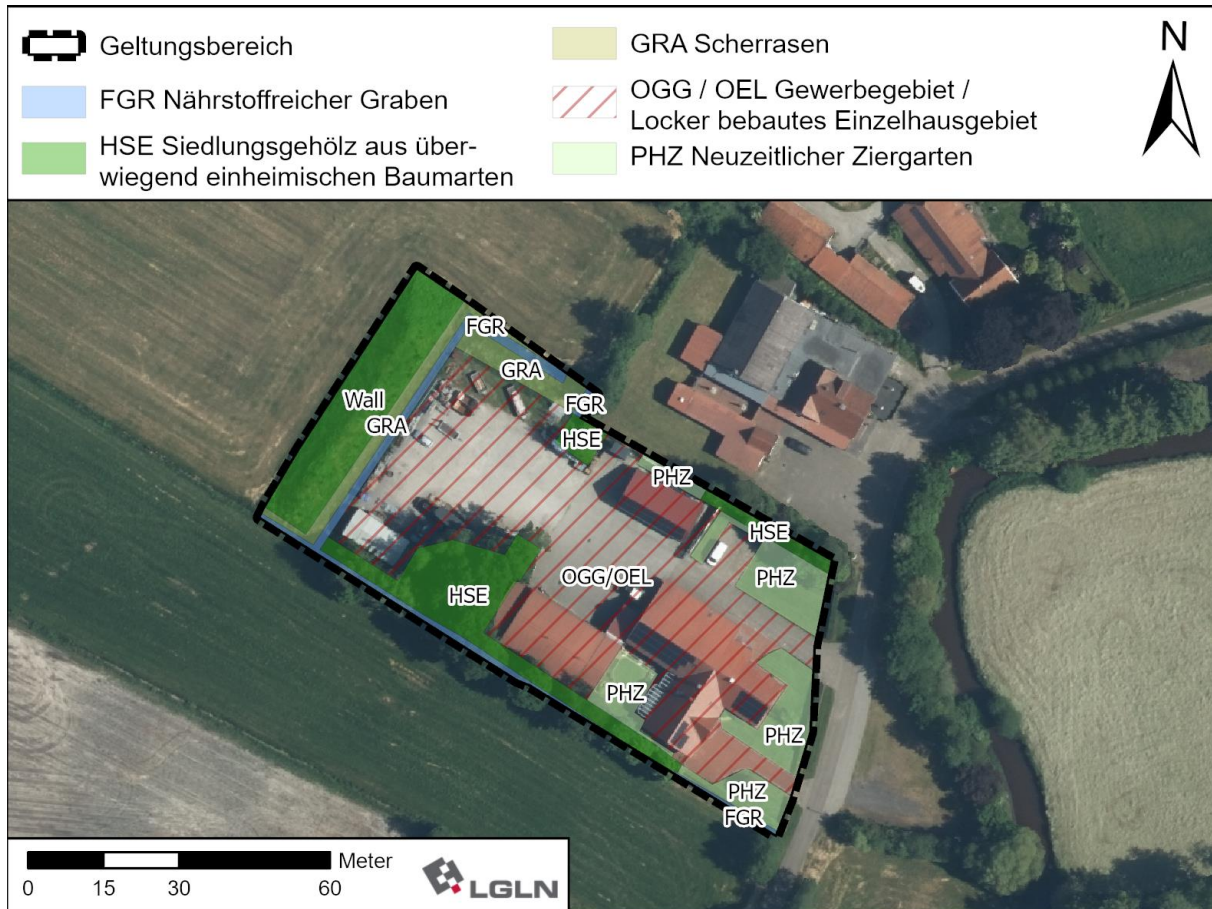 Geltungsbereich
FGR Nährstoffreicher Graben
HSE Siedlungsgehölz aus über-
wiegend einheimischen Baumarten
GRA Scherrasen
OGG / OEL Gewerbegebiet /
Locker bebautes Einzelhausgebiet
PHZ Neuzeitlicher Ziergarten
N
FGR
GRA
Wall
GRA
FGR
HSE
PHZ
HSE
PHZ
OGG/OEL
HSE
PHZ
PHZ
PHZ
FGR
Meter
0 15 30 60
LGLN